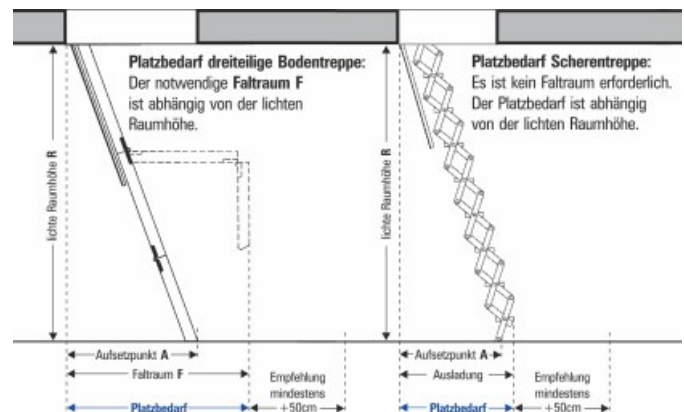 Platzbedarf dreiteilige Bodentreppe:
Der notwendige Faltraum F
ist abhängig von der lichten
Raumhöhe.
lichte Raumhöhe R
Aufsetzpunkt A
Faltraum F
Empfehlung
mindestens
+50cm
Platzbedarf
Platzbedarf Scherentreppe:
Es ist kein Faltraum erforderlich.
Der Platzbedarf ist abhängig
von der lichten Raumhöhe.
lichte Raumhöhe R
Aufsetzpunkt A
Ausladung
Empfehlung
mindestens
+50cm
Platzbedarf